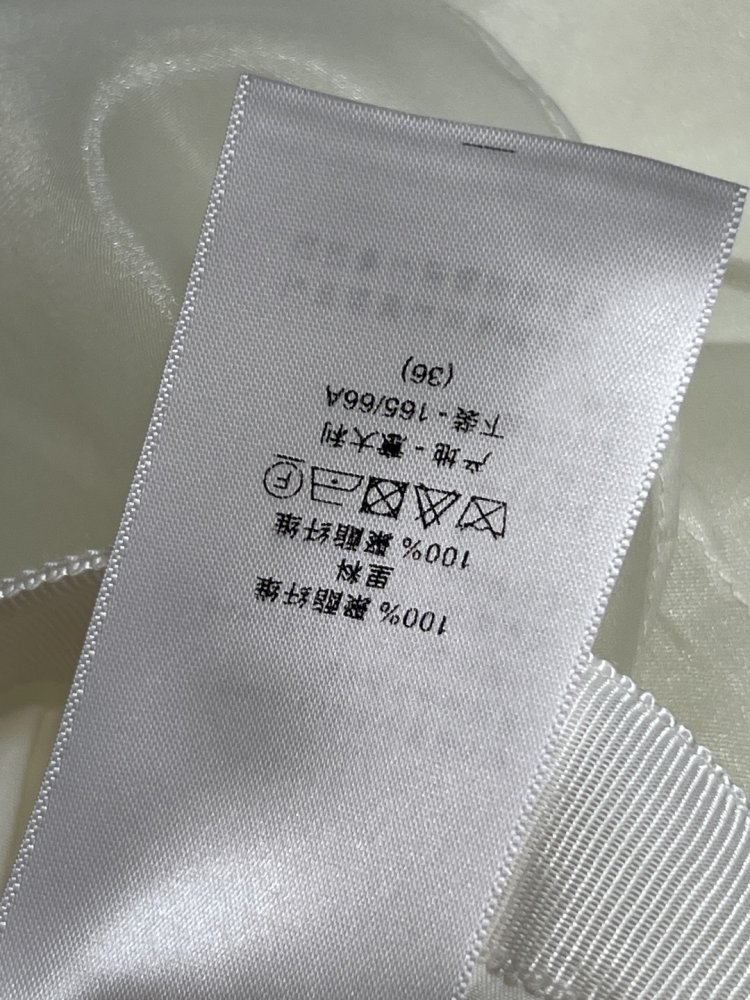 100% 聚酯纤维
里料
100% 聚酯纤维
F
产地 - 意大利
下装 - 165/66A
(36)